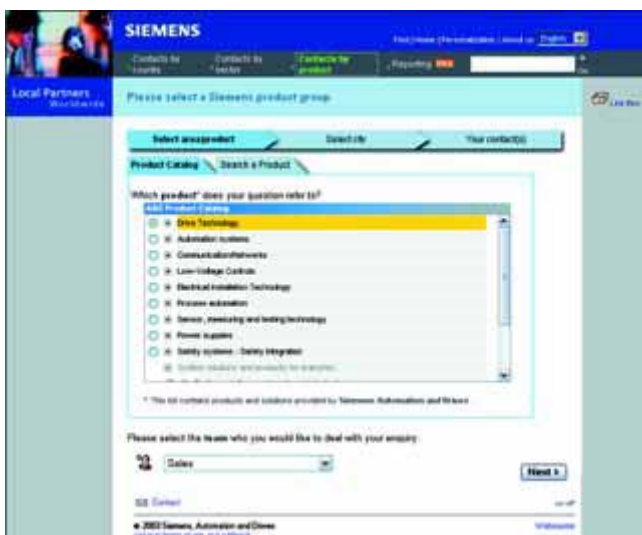 SIEMENS
English
Contacts by country
Contacts by sector
Contacts by product
Reporting
Local Partners
Worldwide
Please select a Siemens product group
Select area/product
Select city
Your contact(s)
Product Catalog
Search a Product
Which product* does your question refer to?
A&D Product Catalog
Drive Technology
Automation systems
Communication/Networks
Low-Voltage Controls
Electrical Installation Technology
Process automation
Sensor, measuring and testing technology
Power supplies
Safety systems - Safety Integrated
* This list contains products and solutions provided by Siemens Automation and Drives
Please select the team who you would like to deal with your enquiry
Sales
Next >
Contact
© 2003 Siemens, Automation and Drives
Webmaster